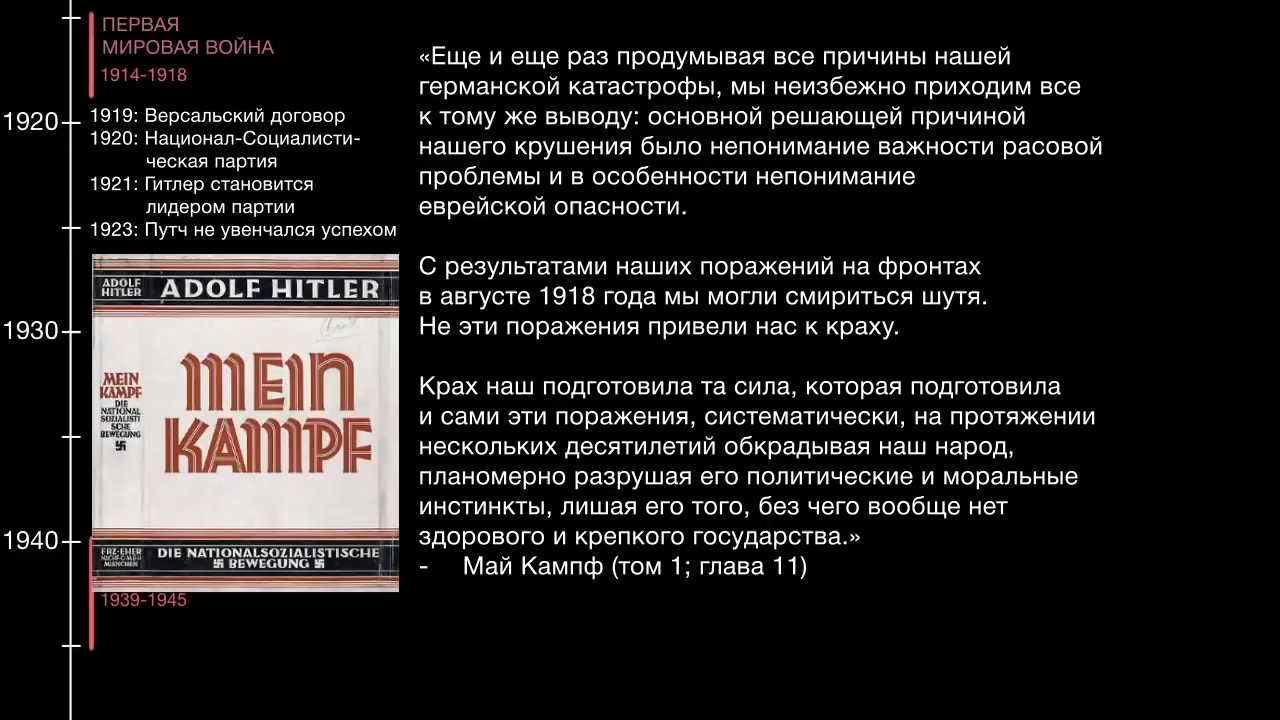 ПЕРВАЯ
МИРОВАЯ ВОЙНА
1914-1918
1920
1919: Версальский договор
1920: Национал-Социалисти-
ческая партия
1921: Гитлер становится
лидером партии
1923: Путч не увенчался успехом
1930
1940
ADOLF
HITLER
ADOLF HITLER
MEIN
KAMPF
DIE
NATIONAL
SOZIALISTI
SCHE
BEWEGUNG
MEIN
KAMPF
FRZ·EHER
MÜNCHEN
DIE NATIONALSOZIALISTISCHE
BEWEGUNG
1939-1945
«Еще и еще раз продумывая все причины нашей
германской катастрофы, мы неизбежно приходим все
к тому же выводу: основной решающей причиной
нашего крушения было непонимание важности расовой
проблемы и в особенности непонимание
еврейской опасности.
С результатами наших поражений на фронтах
в августе 1918 года мы могли смириться шутя.
Не эти поражения привели нас к краху.
Крах наш подготовила та сила, которая подготовила
и сами эти поражения, систематически, на протяжении
нескольких десятилетий обкрадывая наш народ,
планомерно разрушая его политические и моральные
инстинкты, лишая его того, без чего вообще нет
здорового и крепкого государства.»
- Май Кампф (том 1; глава 11)